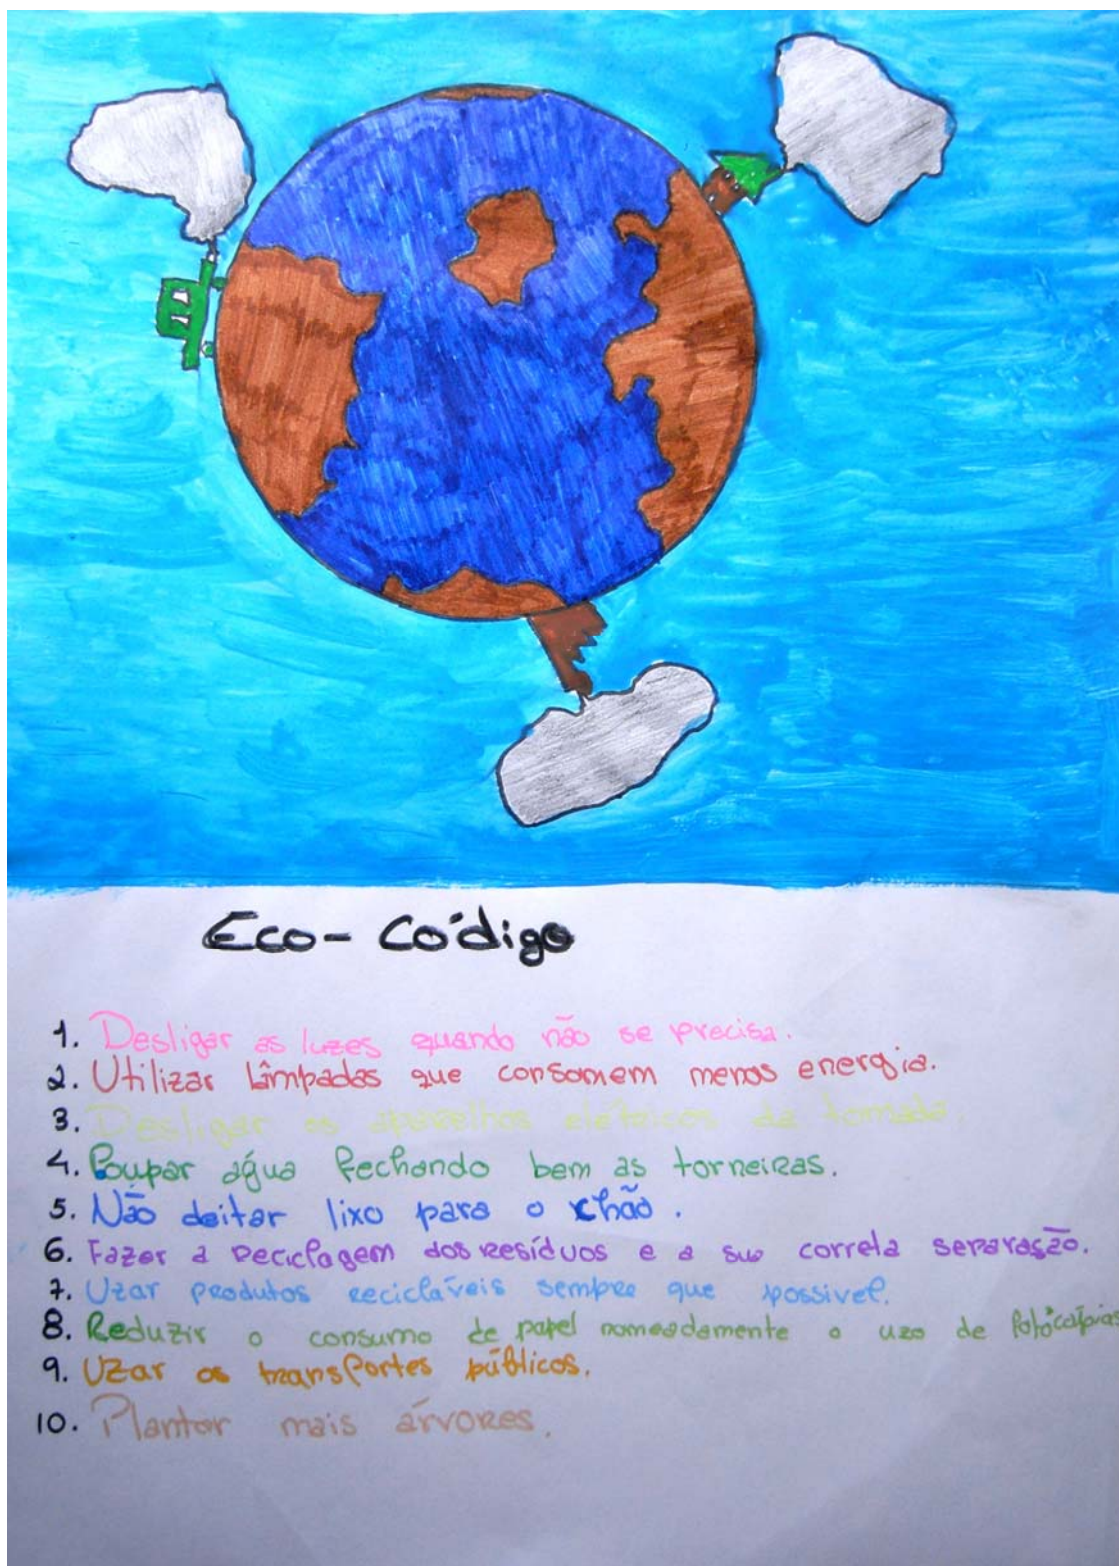 Eco-Código
1. Desligar as luzes quando não se precisa.
2. Utilizar lâmpadas que consomem menos energia.
3. Desligar os aparelhos elétricos da tomada.
4. Poupar água fechando bem as torneiras.
5. Não deitar lixo para o chão.
6. Fazer a reciclagem dos resíduos e a sua correta separação.
7. Uzar produtos recicláveis sempre que possivel.
8. Reduzir o consumo de papel nomeadamente o uzo de fotócópias
9. Uzar os transportes públicos.
10. Plantar mais árvores.